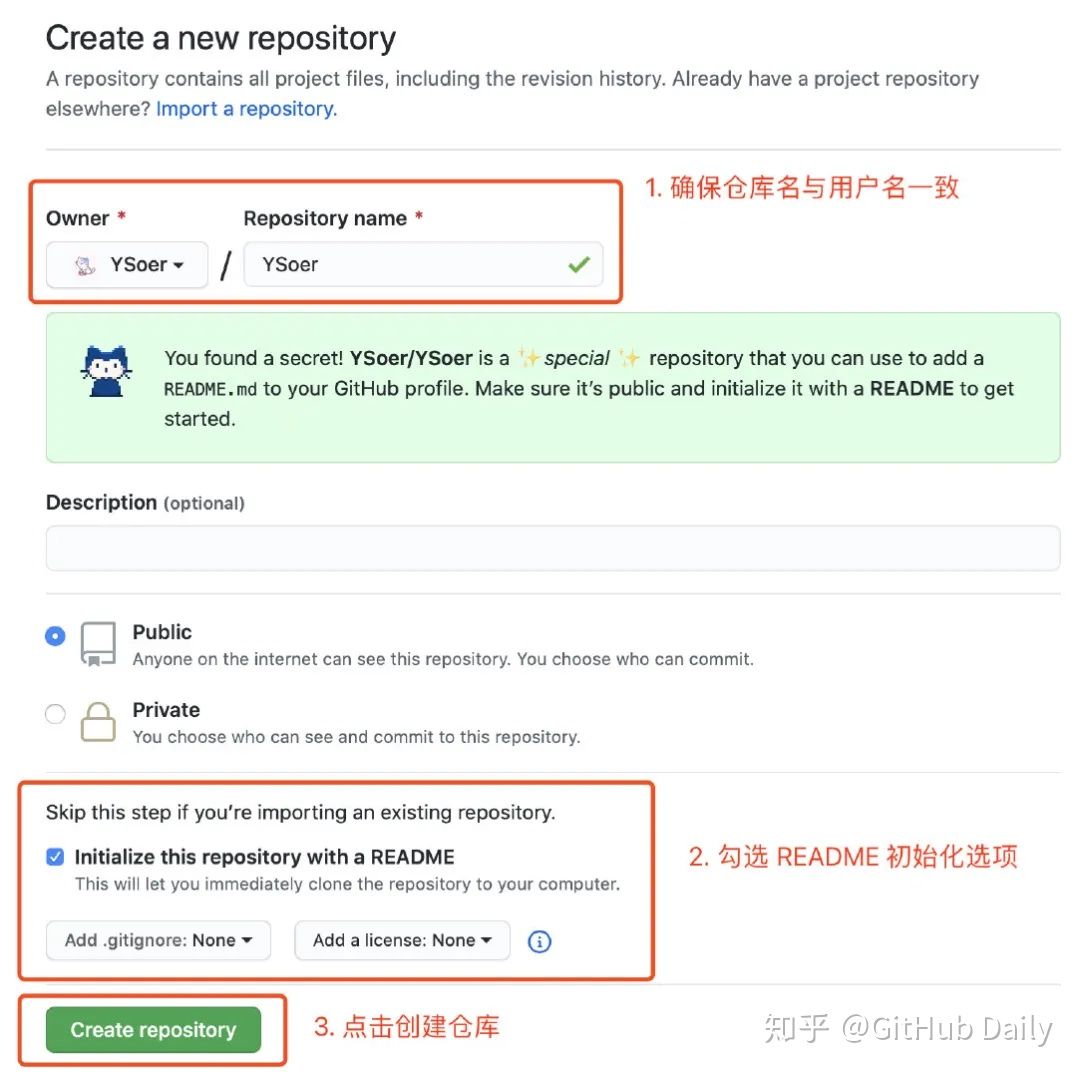 Create a new repository
A repository contains all project files, including the revision history. Already have a project repository
elsewhere? Import a repository.
1. 确保仓库名与用户名一致
Owner * Repository name *
YSoer / YSoer
You found a secret! YSoer/YSoer is a ✨special ✨ repository that you can use to add a
README.md to your GitHub profile. Make sure it’s public and initialize it with a README to get
started.
Description (optional)
Public
Anyone on the internet can see this repository. You choose who can commit.
Private
You choose who can see and commit to this repository.
Skip this step if you’re importing an existing repository.
Initialize this repository with a README
This will let you immediately clone the repository to your computer.
2. 勾选 README 初始化选项
Add .gitignore: None Add a license: None
Create repository
3. 点击创建仓库
知乎 @GitHub Daily